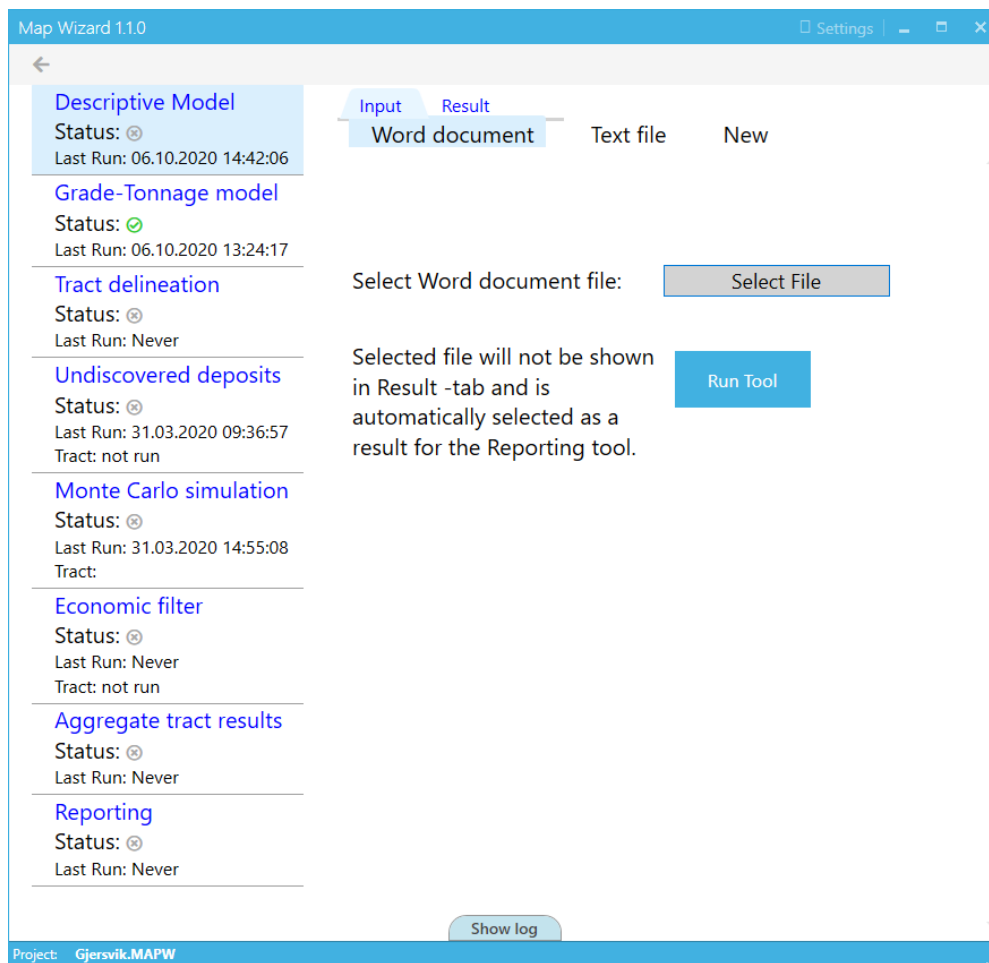 Map Wizard 1.1.0
Settings
Descriptive Model
Status:
Last Run: 06.10.2020 14:42:06
Grade-Tonnage model
Status:
Last Run: 06.10.2020 13:24:17
Tract delineation
Status:
Last Run: Never
Undiscovered deposits
Status:
Last Run: 31.03.2020 09:36:57
Tract: not run
Monte Carlo simulation
Status:
Last Run: 31.03.2020 14:55:08
Tract:
Economic filter
Status:
Last Run: Never
Tract: not run
Aggregate tract results
Status:
Last Run: Never
Reporting
Status:
Last Run: Never
Input Result
Word document Text file New
Select Word document file: Select File
Selected file will not be shown
in Result -tab and is
automatically selected as a
result for the Reporting tool.
Run Tool
Show log
Project: Gjersvik.MAPW